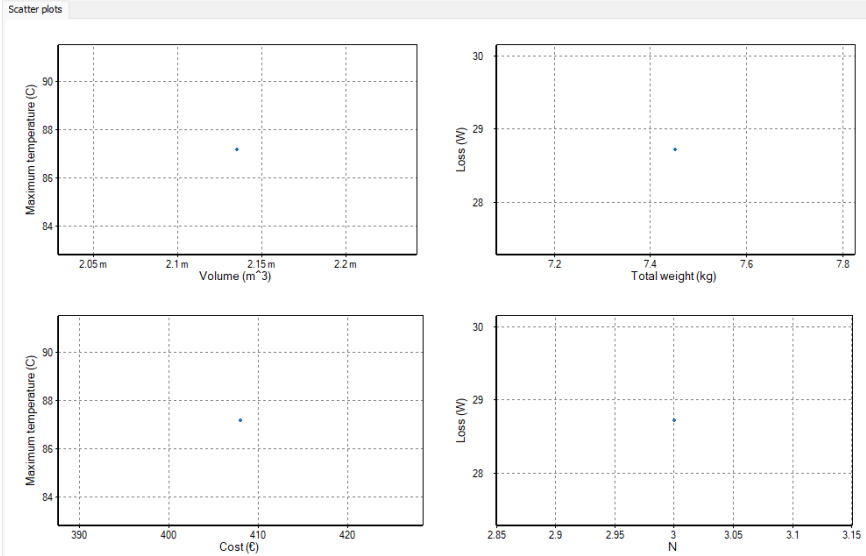 Scatter plots
Maximum temperature (C)
90
88
86
84
2.05 m 2.1 m 2.15 m 2.2 m
Volume (m^3)
Loss (W)
30
29
28
7.2 7.4 7.6 7.8
Total weight (kg)
Maximum temperature (C)
90
88
86
84
390 400 410 420
Cost (€)
Loss (W)
30
29
28
2.85 2.9 2.95 3 3.05 3.1 3.15
N